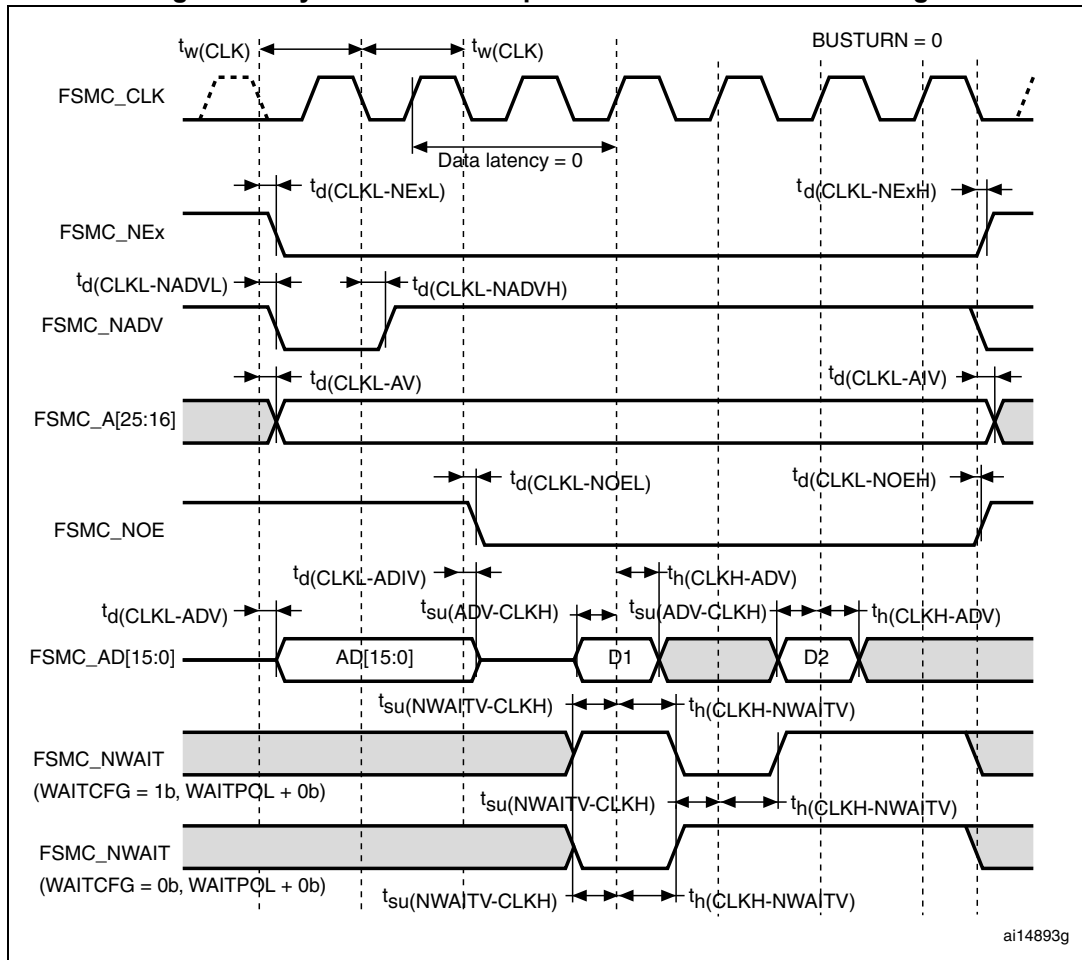 tw(CLK) tw(CLK) BUSTURN = 0
FSMC_CLK
Data latency = 0
td(CLKL-NExL) td(CLKL-NExH)
FSMC_NEx
td(CLKL-NADVL) td(CLKL-NADVH)
FSMC_NADV
td(CLKL-AV) td(CLKL-AIV)
FSMC_A[25:16]
td(CLKL-NOEL) td(CLKL-NOEH)
FSMC_NOE
td(CLKL-ADIV) th(CLKH-ADV)
td(CLKL-ADV) tsu(ADV-CLKH) tsu(ADV-CLKH) th(CLKH-ADV)
FSMC_AD[15:0] AD[15:0] D1 D2
tsu(NWAITV-CLKH) th(CLKH-NWAITV)
FSMC_NWAIT
(WAITCFG = 1b, WAITPOL + 0b)
tsu(NWAITV-CLKH) th(CLKH-NWAITV)
FSMC_NWAIT
(WAITCFG = 0b, WAITPOL + 0b)
tsu(NWAITV-CLKH) th(CLKH-NWAITV)
ai14893g